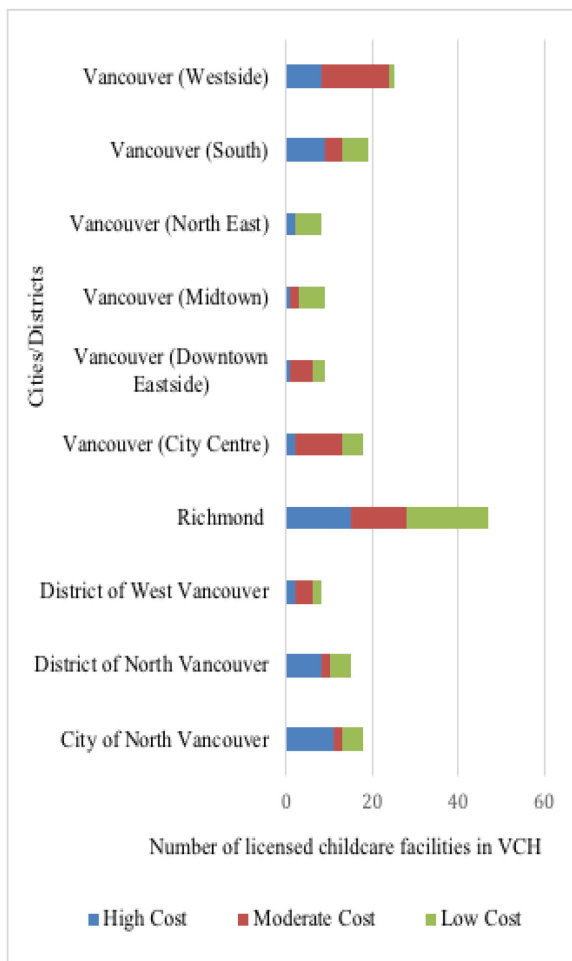 Vancouver (Westside)
Vancouver (South)
Vancouver (North East)
Vancouver (Midtown)
Vancouver (Downtown
Eastside)
Vancouver (City Centre)
Richmond
District of West Vancouver
District of North Vancouver
City of North Vancouver
Cities/Districts
0 20 40 60
Number of licensed childcare facilities in VCH
High Cost Moderate Cost Low Cost